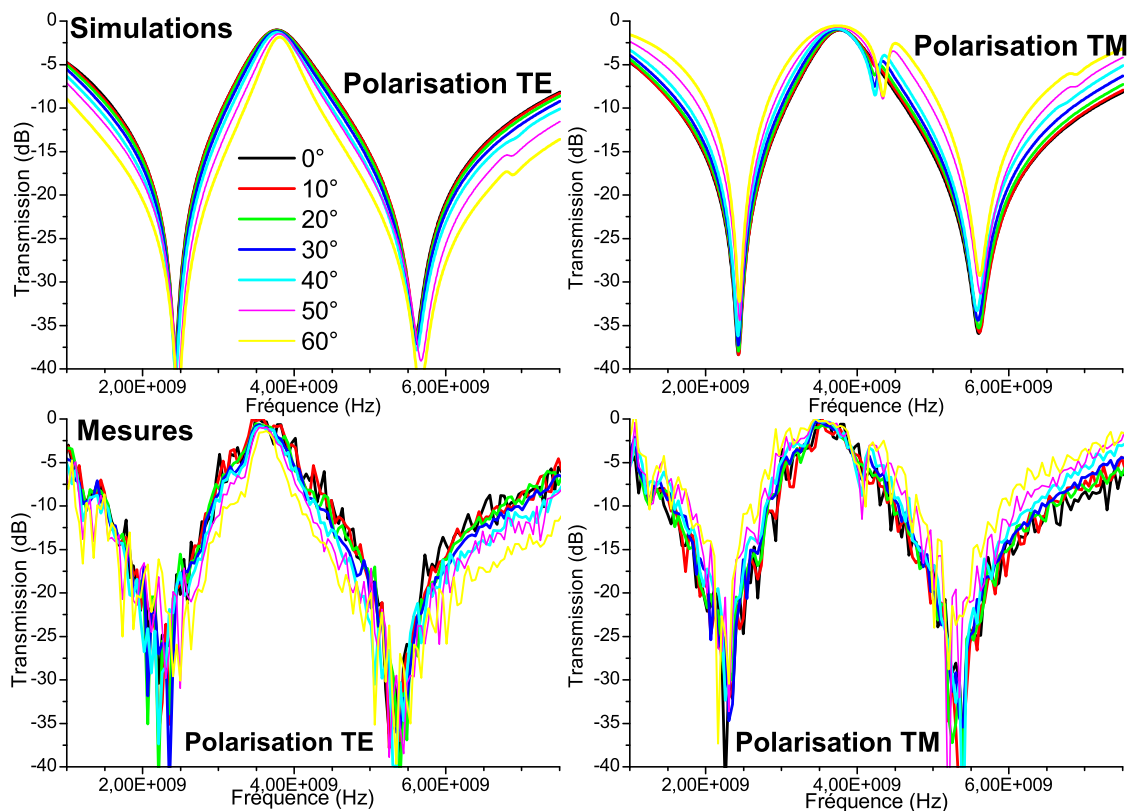 Simulations
Polarisation TE
0
-5
-10
-15
-20
-25
-30
-35
-40
Transmission (dB)
0°
10°
20°
30°
40°
50°
60°
2,00E+009
4,00E+009
6,00E+009
Fréquence (Hz)
Polarisation TM
0
-5
-10
-15
-20
-25
-30
-35
-40
Transmission (dB)
2,00E+009
4,00E+009
6,00E+009
Fréquence (Hz)
Mesures
0
-5
-10
-15
-20
-25
-30
-35
-40
Transmission (dB)
Polarisation TE
2,00E+009
4,00E+009
6,00E+009
Fréquence (Hz)
0
-5
-10
-15
-20
-25
-30
-35
-40
Transmission (dB)
Polarisation TM
2,00E+009
4,00E+009
6,00E+009
Fréquence (Hz)